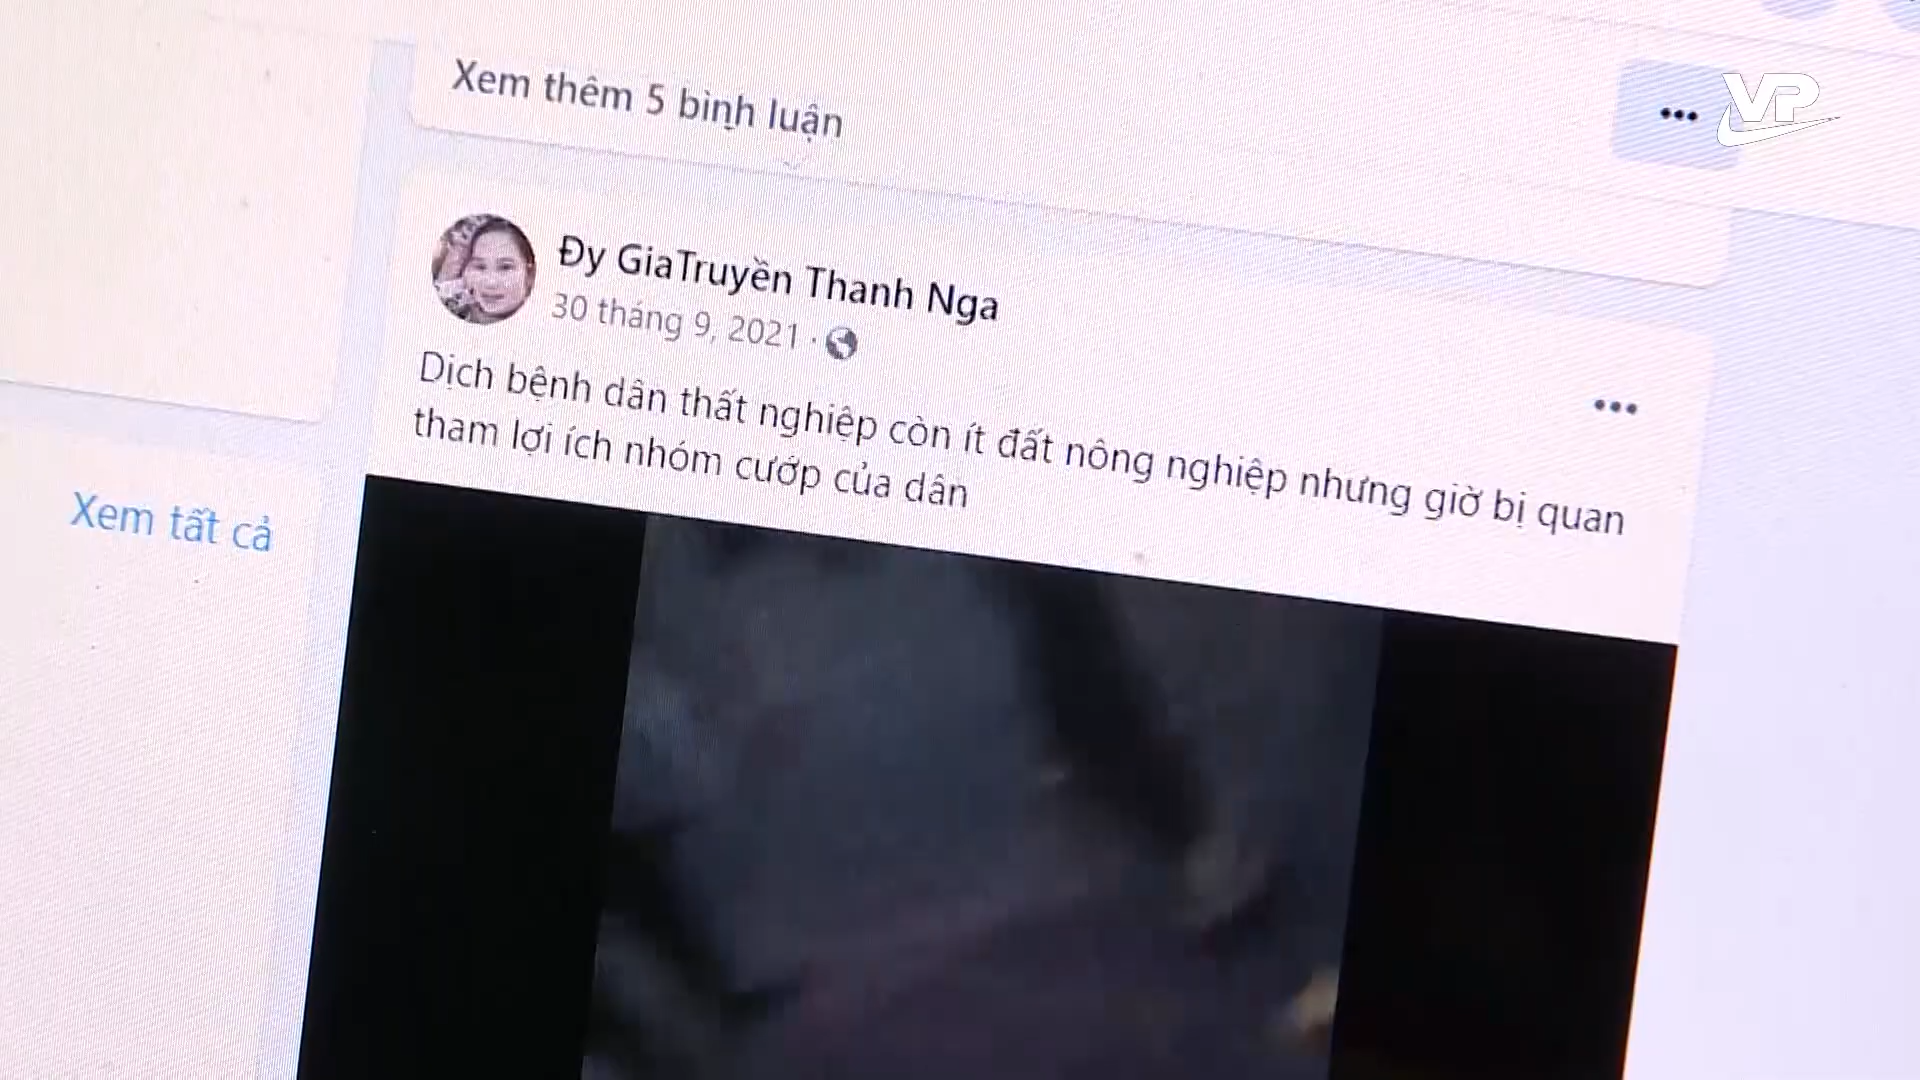 Xem thêm 5 bình luận
VP
Đy GiaTruyền Thanh Nga
30 tháng 9, 2021 ·
Dịch bệnh dân thất nghiệp còn ít đất nông nghiệp nhưng giờ bị quan
tham lợi ích nhóm cướp của dân
Xem tất cả